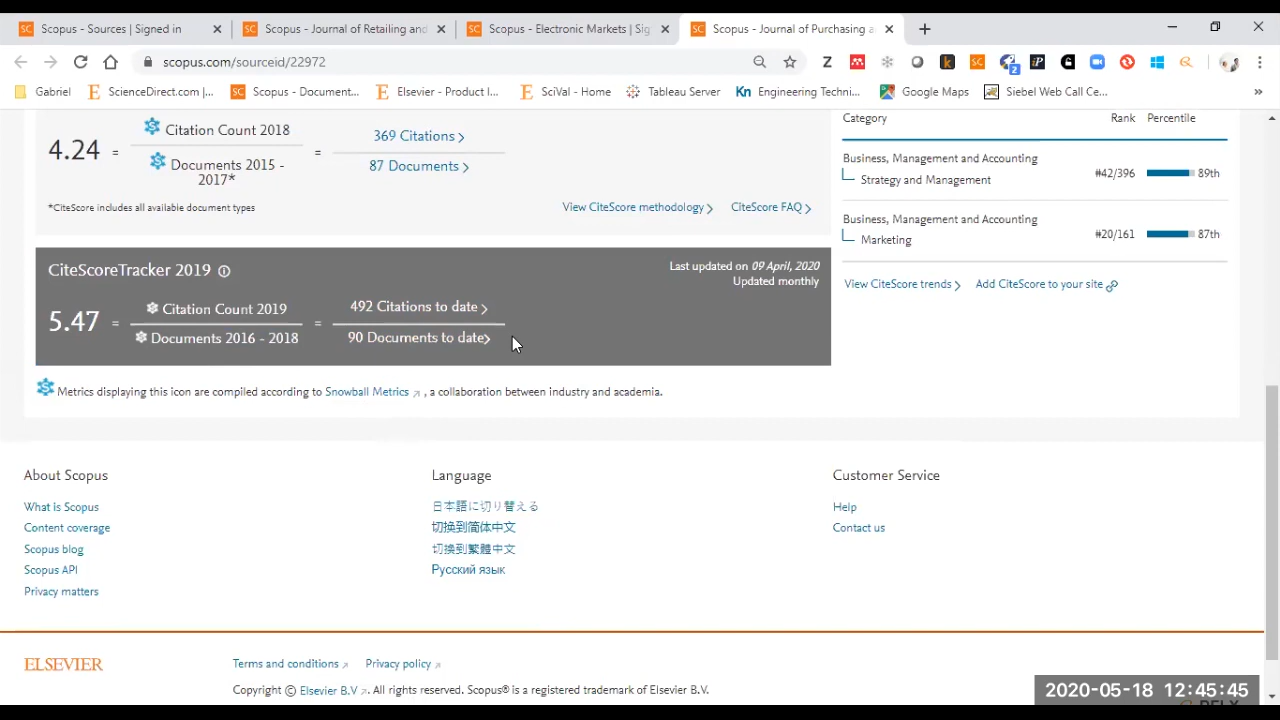 Scopus - Sources | Signed in
Scopus - Journal of Retailing and
Scopus - Electronic Markets | Sig
Scopus - Journal of Purchasing a
scopus.com/sourceid/22972
Gabriel
ScienceDirect.com |...
Scopus - Document...
Elsevier - Product I...
SciVal - Home
Tableau Server
Kn Engineering Techni...
Google Maps
Siebel Web Call Ce...
4.24 = Citation Count 2018 = 369 Citations >
Documents 2015 - 2017*
87 Documents >
*CiteScore includes all available document types
View CiteScore methodology >
CiteScore FAQ >
Category Rank Percentile
Business, Management and Accounting
Strategy and Management
#42/396 89th
Business, Management and Accounting
Marketing
#20/161 87th
View CiteScore trends >
Add CiteScore to your site
CiteScoreTracker 2019
Last updated on 09 April, 2020
Updated monthly
5.47 = Citation Count 2019 = 492 Citations to date >
Documents 2016 - 2018
90 Documents to date>
Metrics displaying this icon are compiled according to Snowball Metrics , a collaboration between industry and academia.
About Scopus
What is Scopus
Content coverage
Scopus blog
Scopus API
Privacy matters
Language
日本語に切り替える
切换到简体中文
切換到繁體中文
Русский язык
Customer Service
Help
Contact us
ELSEVIER
Terms and conditions
Privacy policy
Copyright © Elsevier B.V . All rights reserved. Scopus® is a registered trademark of Elsevier B.V.
2020-05-18 12:45:45